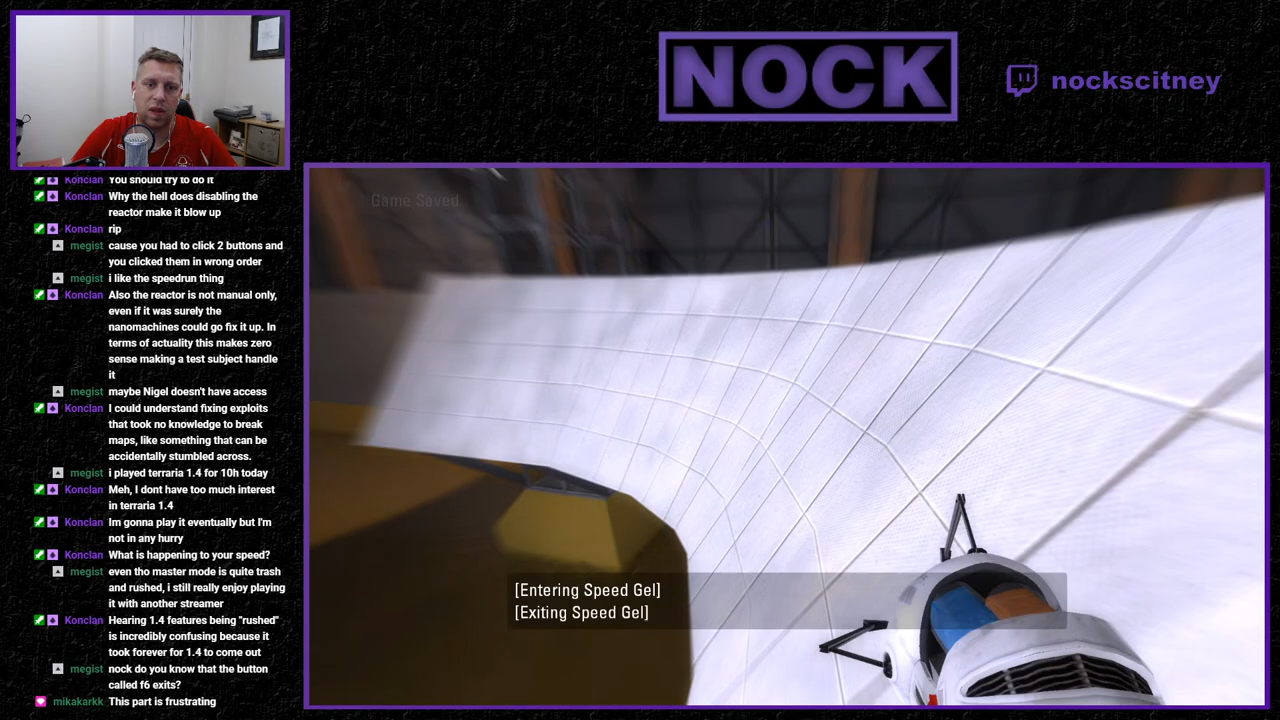 NOCK
nockscitney
Konclan You should try to do it
Konclan Why the hell does disabling the
reactor make it blow up
Konclan rip
megist cause you had to click 2 buttons and
you clicked them in wrong order
megist i like the speedrun thing
Konclan Also the reactor is not manual only,
even if it was surely the
nanomachines could go fix it up. In
terms of actuality this makes zero
sense making a test subject handle
it
megist maybe Nigel doesn't have access
Konclan I could understand fixing exploits
that took no knowledge to break
maps, like something that can be
accidentally stumbled across.
megist i played terraria 1.4 for 10h today
Konclan Meh, I dont have too much interest
in terraria 1.4
Konclan Im gonna play it eventually but I'm
not in any hurry
Konclan What is happening to your speed?
megist even tho master mode is quite trash
and rushed, i still really enjoy playing
it with another streamer
Konclan Hearing 1.4 features being "rushed"
is incredibly confusing because it
took forever for 1.4 to come out
megist nock do you know that the button
called f6 exits?
mikakarkk This part is frustrating
Game Saved.
[Entering Speed Gel]
[Exiting Speed Gel]